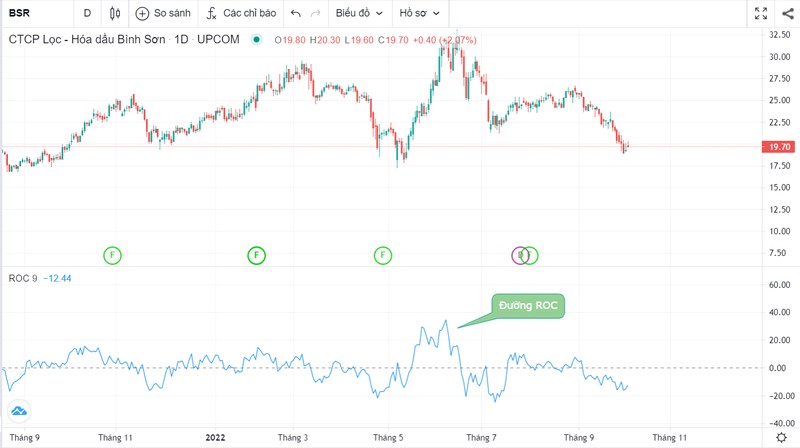 BSR D So sánh Các chỉ báo Biểu đồ Hồ sơ
CTCP Lọc - Hóa dầu Bình Sơn · 1D · UPCOM O19.80 H20.30 L19.60 C19.70 +0.40 (+2.07%)
32.50
30.00
27.50
25.00
22.50
19.70
17.50
15.00
12.50
10.00
7.50
F F F D F
ROC 9 −12.44
Đường ROC
60.00
40.00
20.00
0.00
−20.00
−40.00
Tháng 9 Tháng 11 2022 Tháng 3 Tháng 5 Tháng 7 Tháng 9 Tháng 11